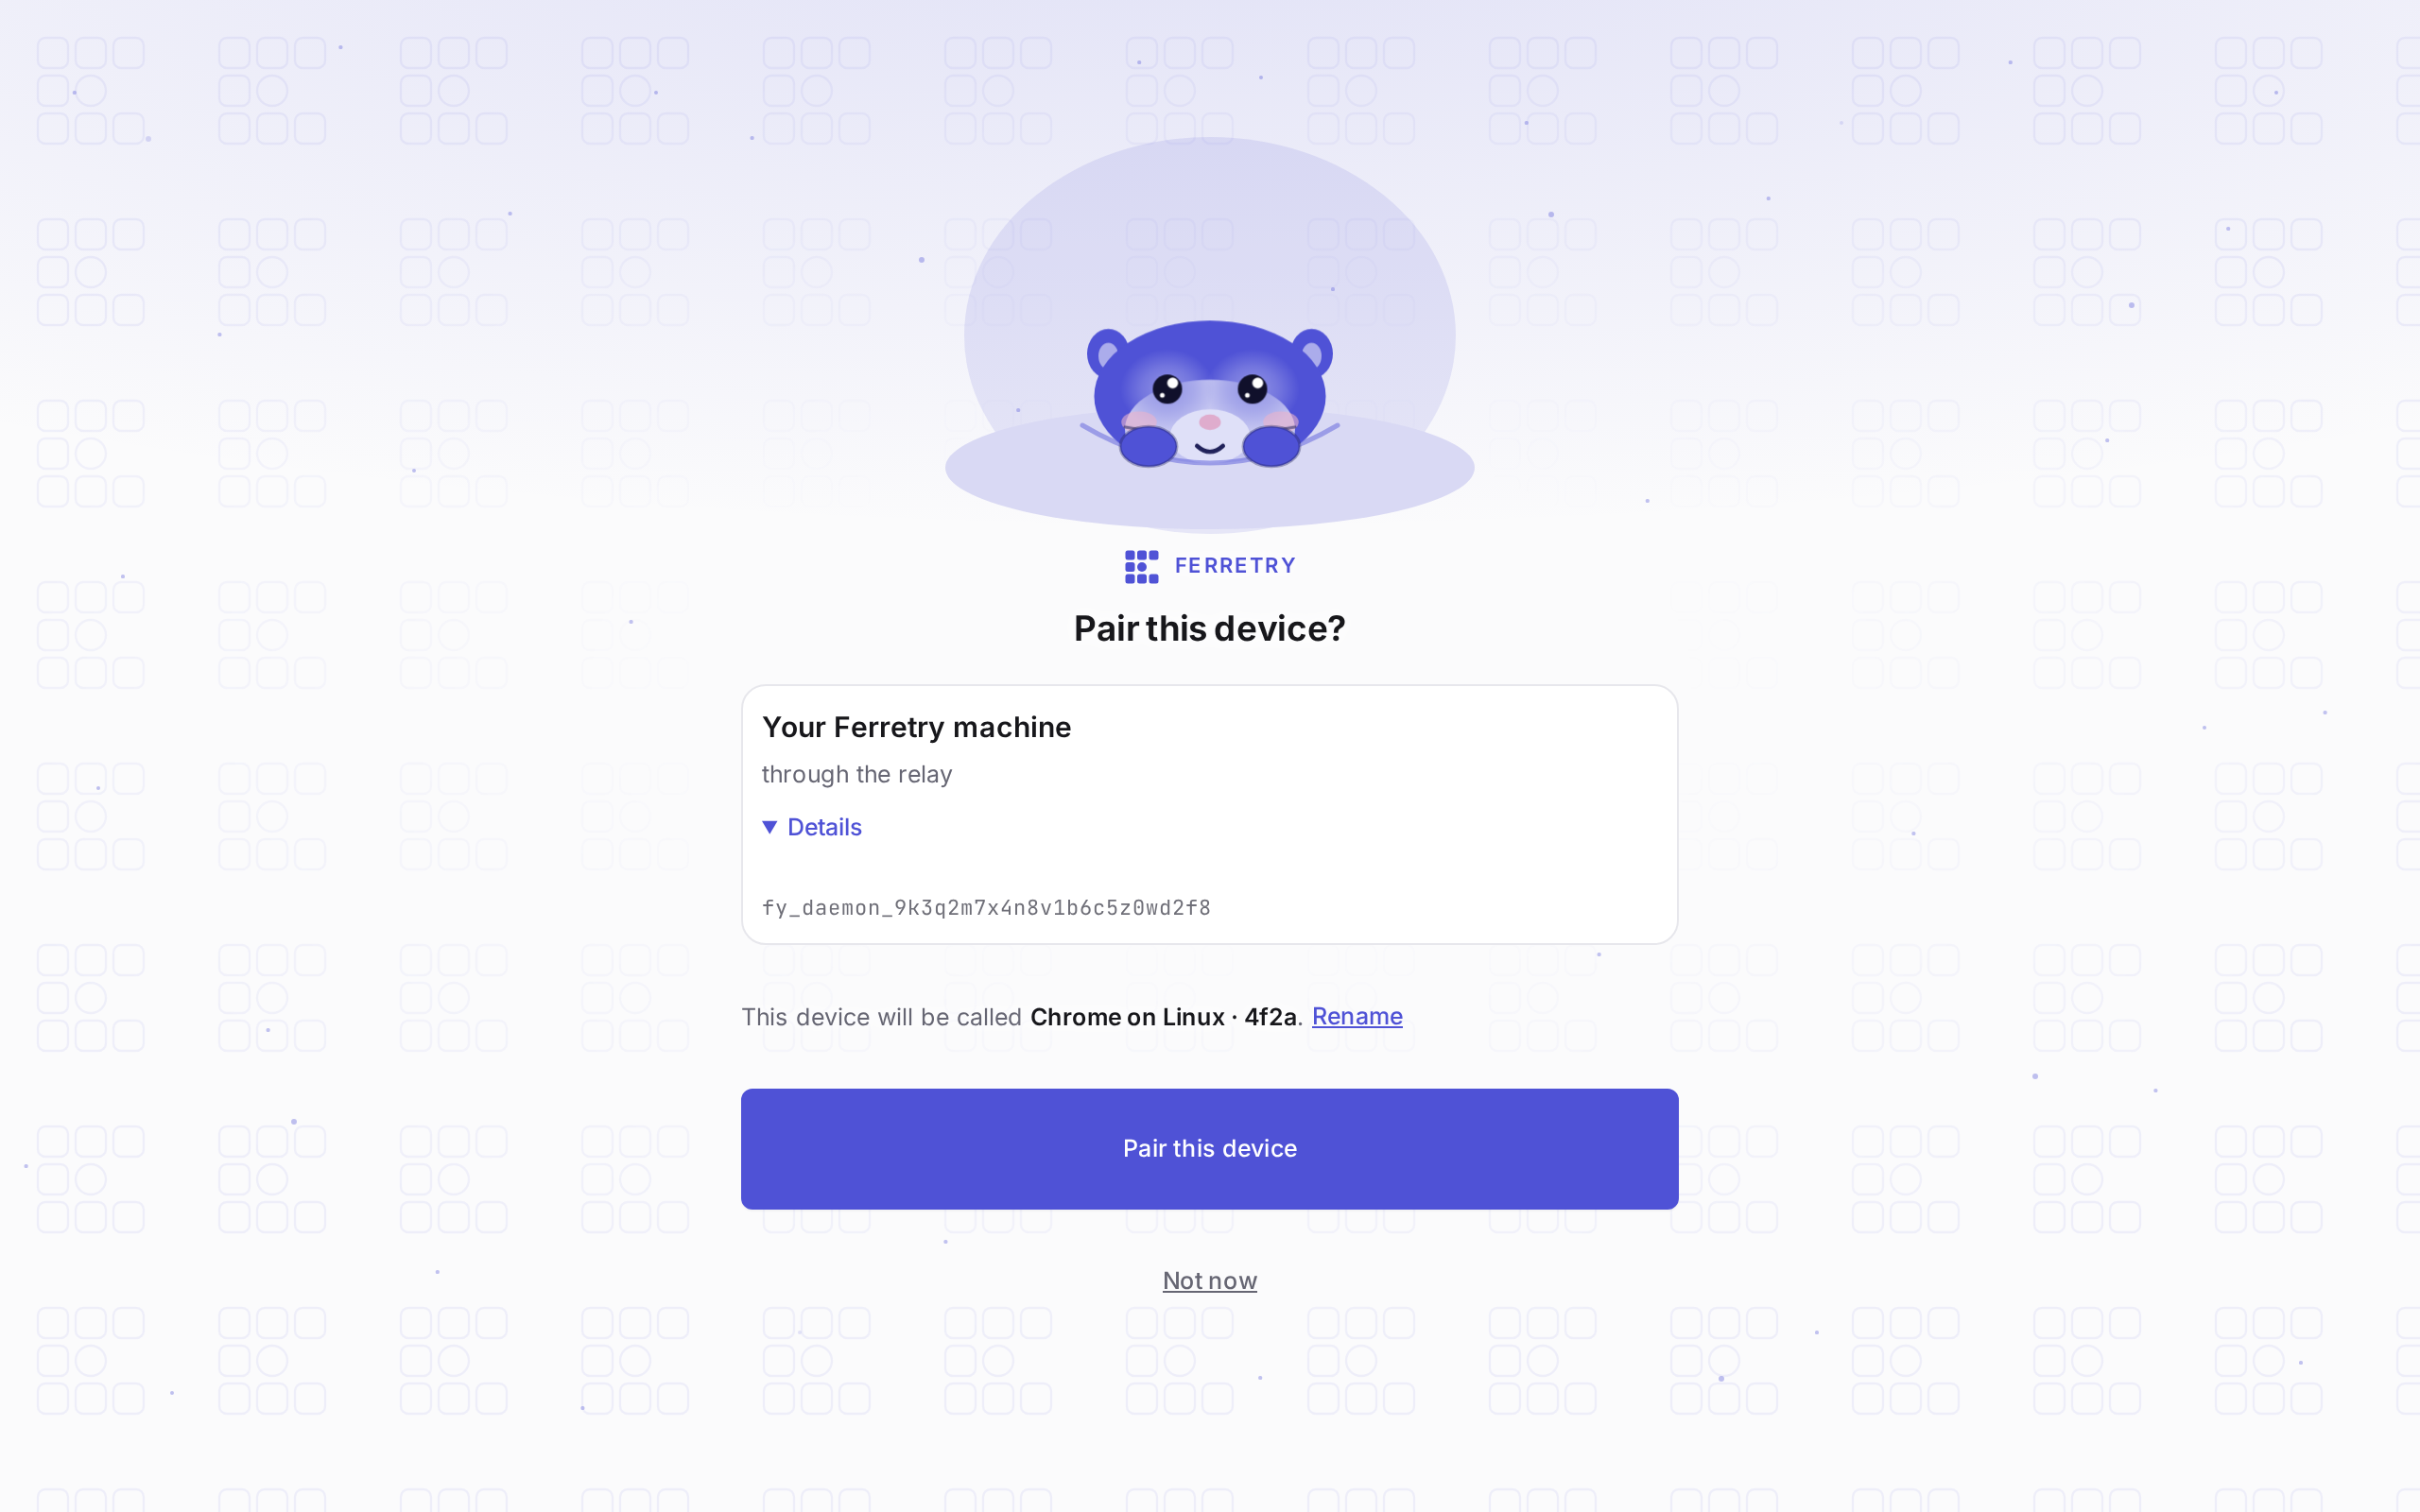 FERRETRY
Pair this device?
Your Ferretry machine
through the relay
▼ Details
fy_daemon_9k3q2m7x4n8v1b6c5z0wd2f8
This device will be called Chrome on Linux · 4f2a. Rename
Pair this device
Not now